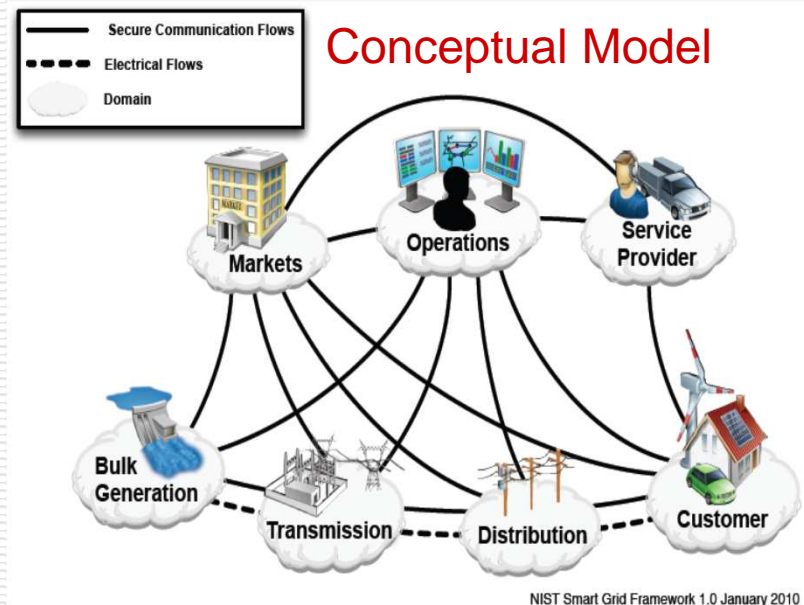 Secure Communication Flows
Electrical Flows
Domain
Conceptual Model
MARKET
Markets
Operations
Service
Provider
Bulk
Generation
Transmission
Distribution
Customer
NIST Smart Grid Framework 1.0 January 2010